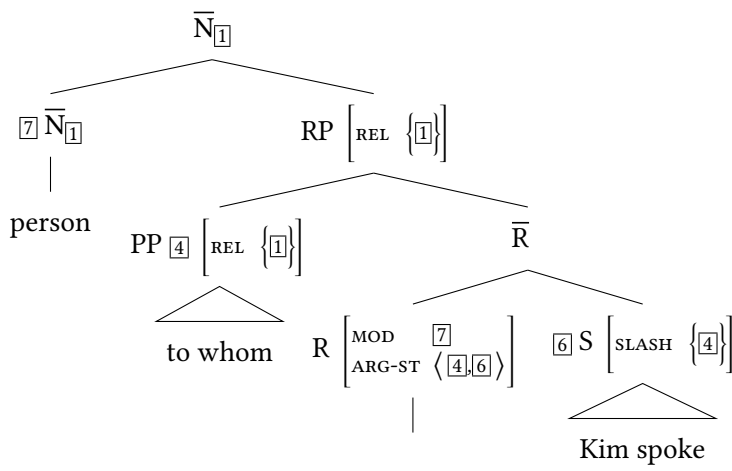 N̅[1]
[7] N̅[1] RP [REL {[1]}]
person
PP [4] [REL {[1]}] R̅
to whom
R [MOD [7] ARG-ST ⟨[4],[6]⟩] [6] S [SLASH {[4]}]
Kim spoke